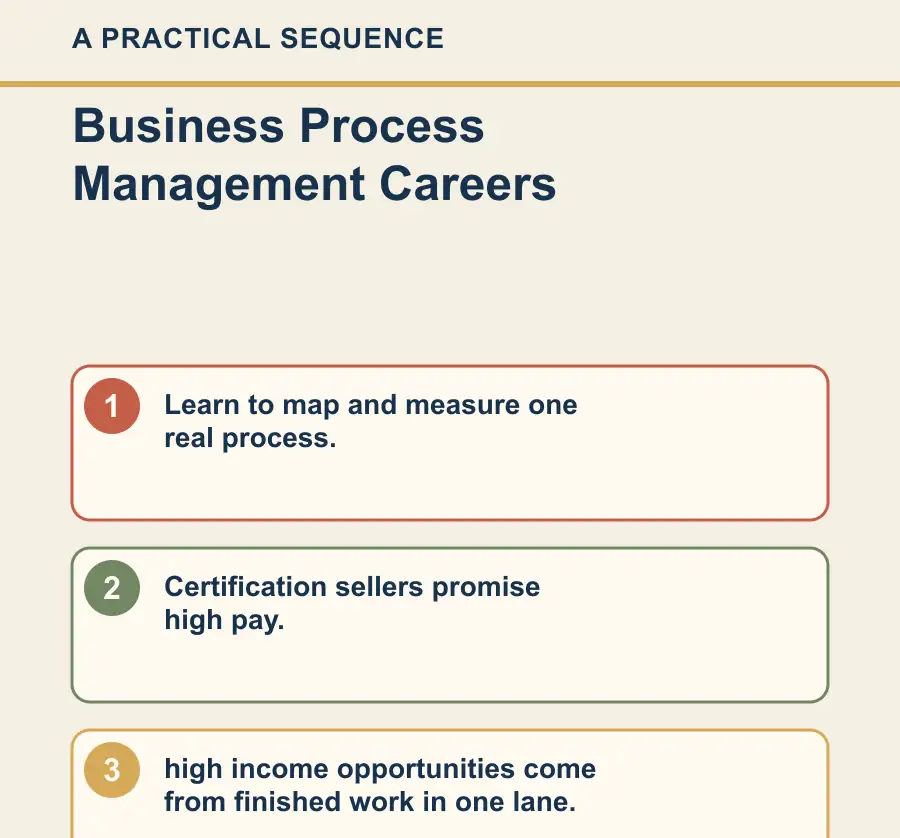 A PRACTICAL SEQUENCE
Business Process
Management Careers
1
Learn to map and measure one
real process.
2
Certification sellers promise
high pay.
3
high income opportunities come
from finished work in one lane.